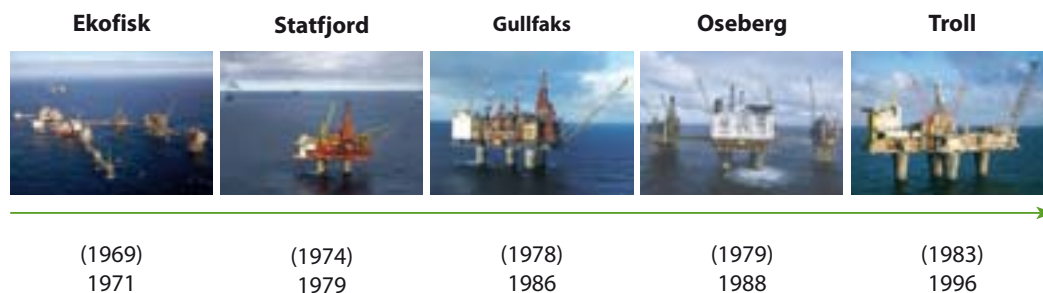 Ekofisk Statfjord Gullfaks Oseberg Troll
(1969) (1974) (1978) (1979) (1983)
1971 1979 1986 1988 1996